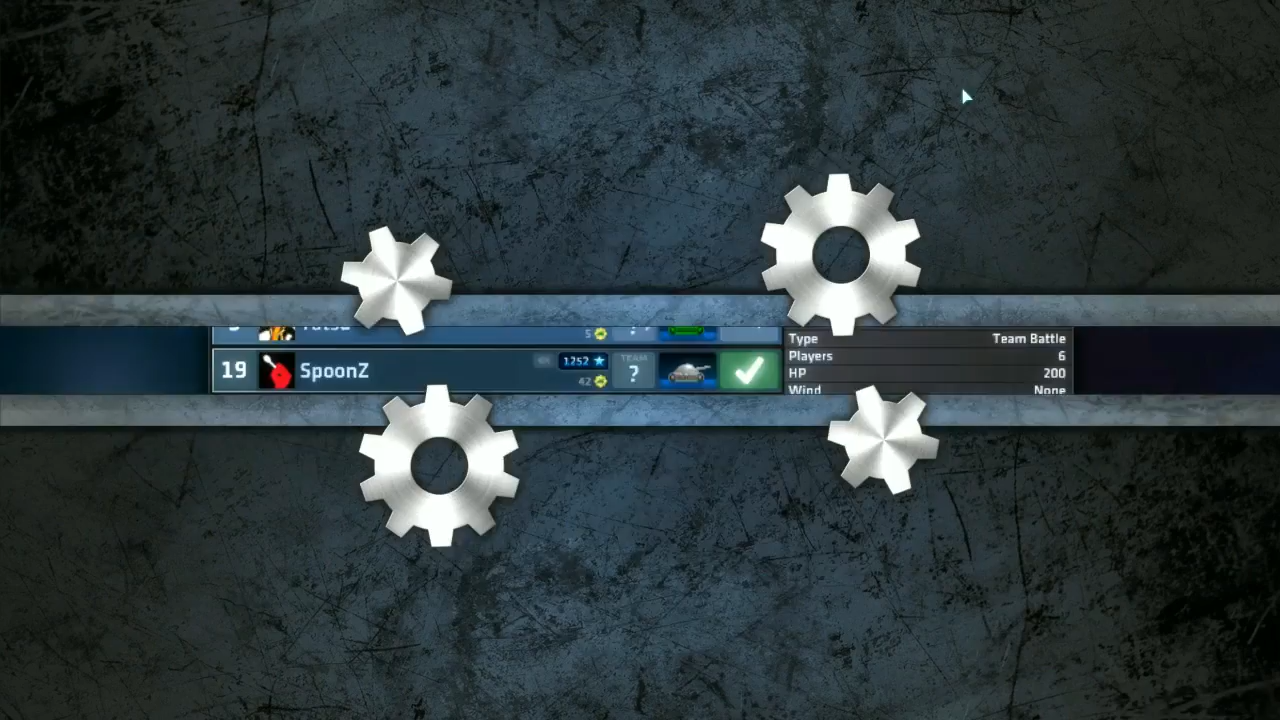 5
Type Team Battle
Players 6
19 SpoonZ 1252 TEAM ?
42
HP 200
Wind None